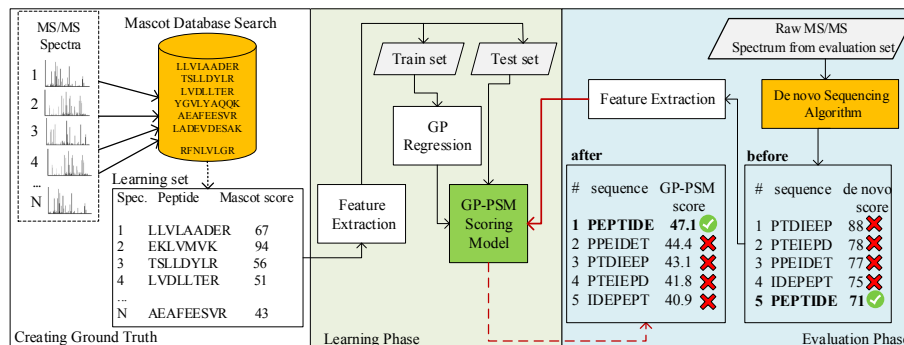 MS/MS
Spectra
1
2
3
4
...
N
Mascot Database Search
LLVLAADER
TSLLDYLR
LVDLLTER
YGVLYAQQK
AEAFEESVR
LADEVDESAK
RFNLVLGR
Learning set
Spec. Peptide Mascot score
1 LLVLAADER 67
2 EKLVMVK 94
3 TSLLDYLR 56
4 LVDLLTER 51
...
N AEAFEESVR 43
Creating Ground Truth
Feature
Extraction
Train set
Test set
GP
Regression
GP-PSM
Scoring
Model
Learning Phase
Raw MS/MS
Spectrum from evaluation set
Feature Extraction
De novo Sequencing
Algorithm
after
# sequence GP-PSM
score
1 PEPTIDE 47.1
2 PPEIDET 44.4
3 PTDIEEP 43.1
4 PTEIEPD 41.8
5 IDEPEPT 40.9
before
# sequence de novo
score
1 PTDIEEP 88
2 PTEIEPD 78
3 PPEIDET 77
4 IDEPEPT 75
5 PEPTIDE 71
Evaluation Phase